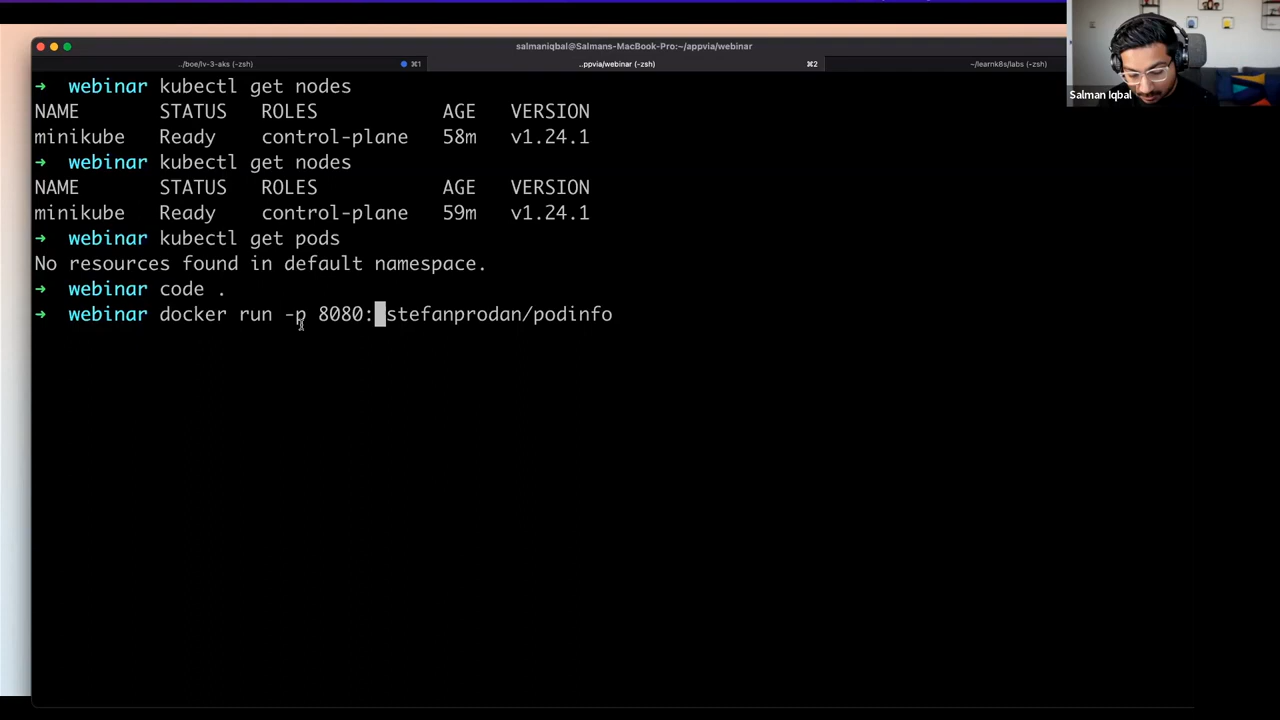 salmaniqbal@Salmans-MacBook-Pro:~/appvia/webinar
../boe/lv-3-aks (-zsh) ⌘1 ..ppvia/webinar (-zsh) ⌘2 ~/learnk8s/labs (-zsh)
Salman Iqbal
→ webinar kubectl get nodes
NAME STATUS ROLES AGE VERSION
minikube Ready control-plane 58m v1.24.1
→ webinar kubectl get nodes
NAME STATUS ROLES AGE VERSION
minikube Ready control-plane 59m v1.24.1
→ webinar kubectl get pods
No resources found in default namespace.
→ webinar code .
→ webinar docker run -p 8080: stefanprodan/podinfo